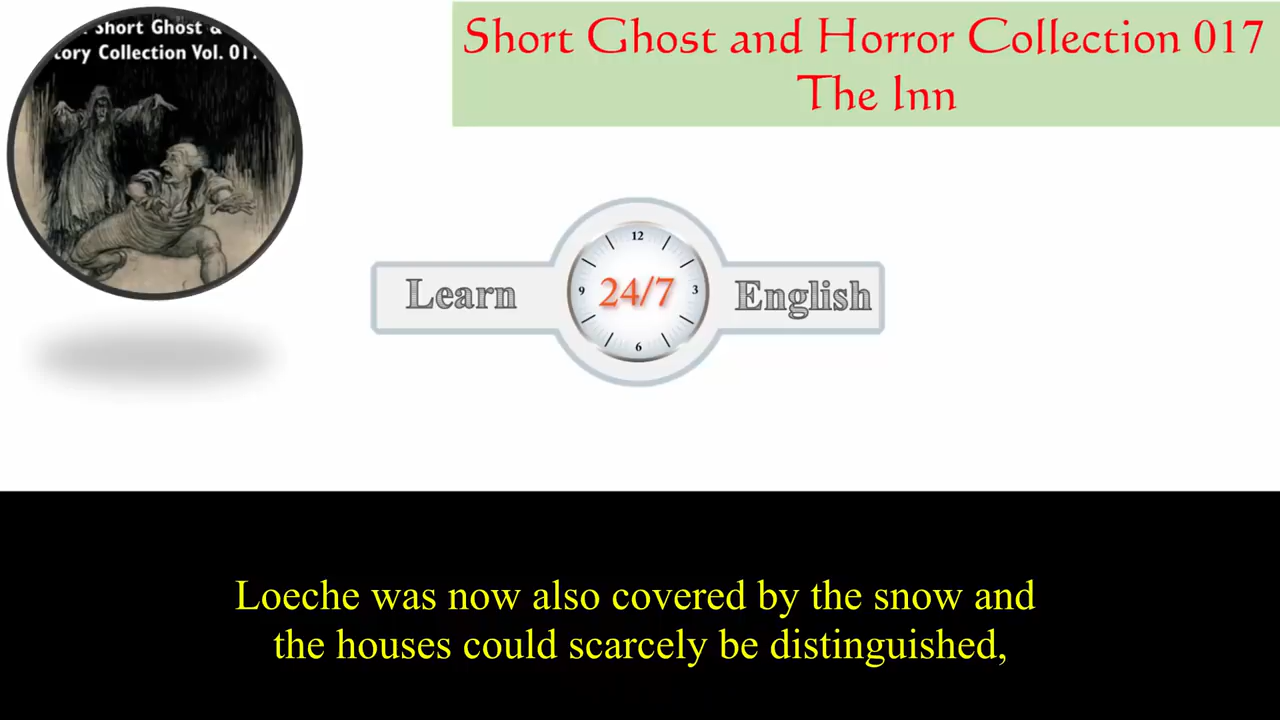 Short Ghost &
tory Collection Vol. 01
Short Ghost and Horror Collection 017
The Inn
Learn
24/7
English
12
9
3
6
Loeche was now also covered by the snow and
the houses could scarcely be distinguished,